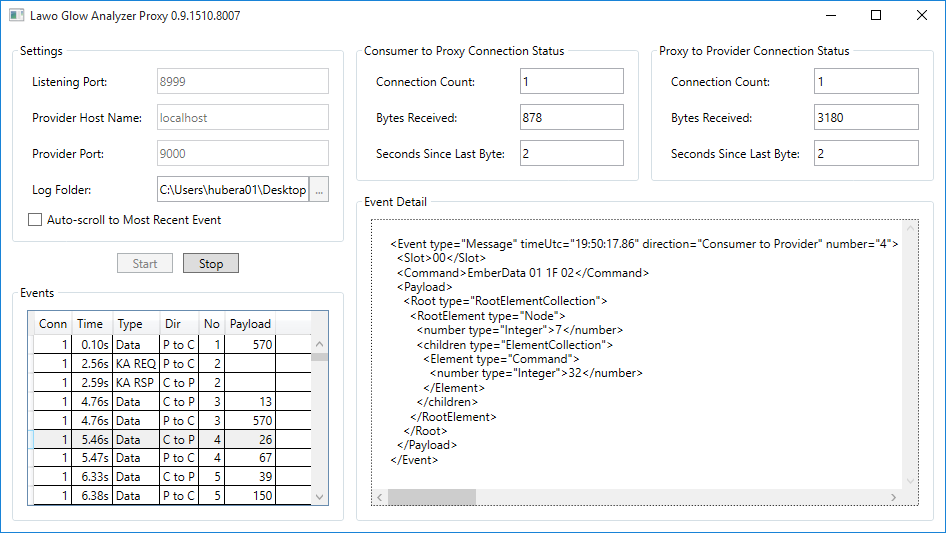 Lawo Glow Analyzer Proxy 0.9.1510.8007
Settings
Listening Port: 8999
Provider Host Name: localhost
Provider Port: 9000
Log Folder: C:\Users\hubera01\Desktop ...
Auto-scroll to Most Recent Event
Start Stop
Events
Conn Time Type Dir No Payload
1 0.10s Data P to C 1 570
1 2.56s KA REQ P to C 2
1 2.59s KA RSP C to P 2
1 4.76s Data C to P 3 13
1 4.76s Data P to C 3 570
1 5.46s Data C to P 4 26
1 5.47s Data P to C 4 67
1 6.33s Data C to P 5 39
1 6.38s Data P to C 5 150
Consumer to Proxy Connection Status
Connection Count: 1
Bytes Received: 878
Seconds Since Last Byte: 2
Proxy to Provider Connection Status
Connection Count: 1
Bytes Received: 3180
Seconds Since Last Byte: 2
Event Detail
<Event type="Message" timeUtc="19:50:17.86" direction="Consumer to Provider" number="4">
<Slot>00</Slot>
<Command>EmberData 01 1F 02</Command>
<Payload>
<Root type="RootElementCollection">
<RootElement type="Node">
<number type="Integer">7</number>
<children type="ElementCollection">
<Element type="Command">
<number type="Integer">32</number>
</Element>
</children>
</RootElement>
</Root>
</Payload>
</Event>